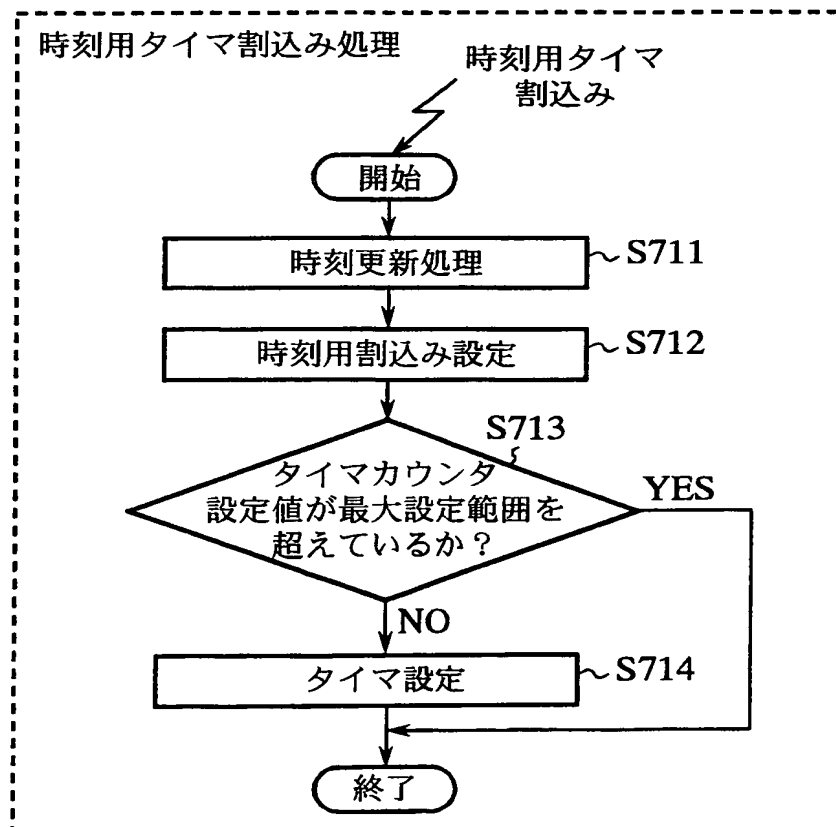 時刻用タイマ割込み処理
時刻用タイマ
割込み
開始
時刻更新処理
S711
時刻用割込み設定
S712
S713
タイマカウンタ
設定値が最大設定範囲を
超えているか？
YES
NO
タイマ設定
S714
終了